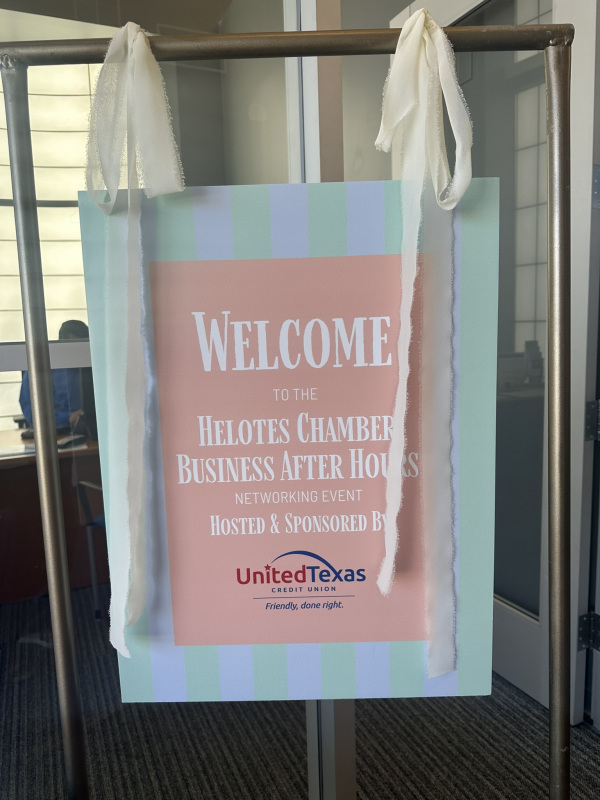 WELCOME
TO THE
HELOTES CHAMBER
BUSINESS AFTER HOURS
NETWORKING EVENT
HOSTED & SPONSORED BY
UnitedTexas
CREDIT UNION
Friendly, done right.